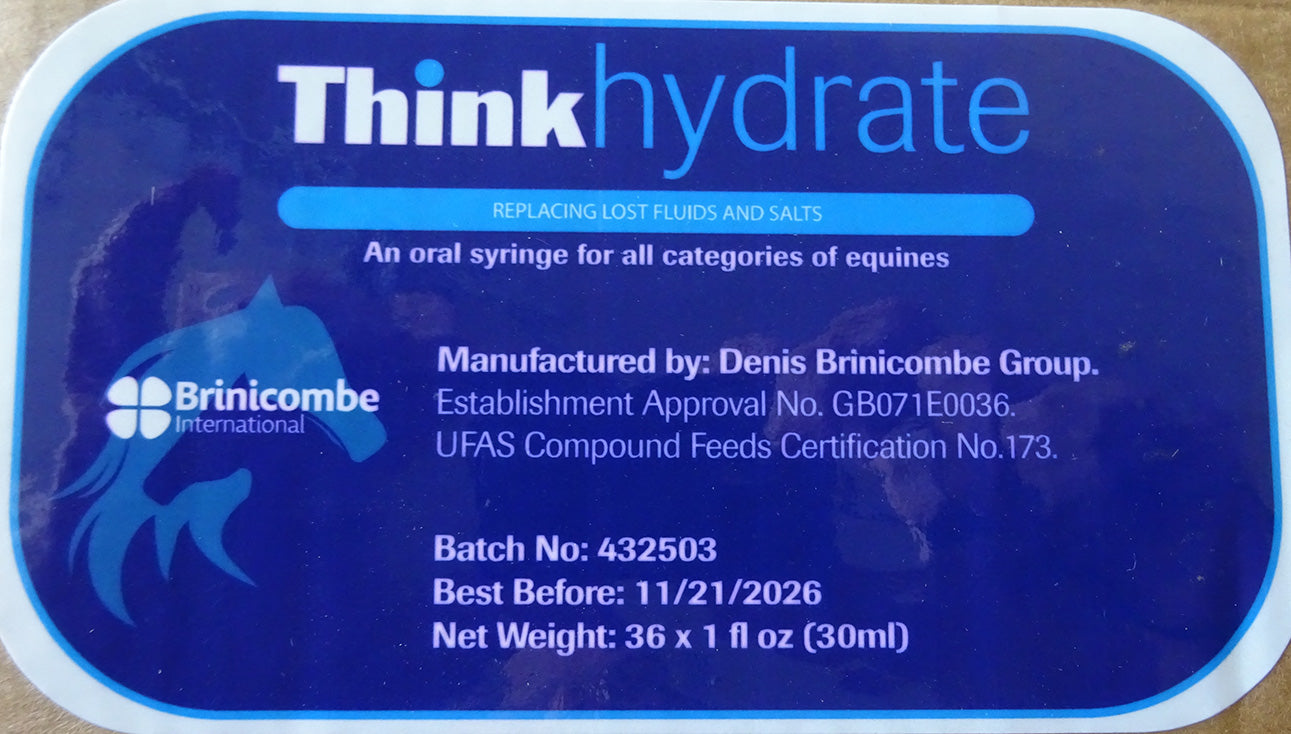 Thinkhydrate
REPLACING LOST FLUIDS AND SALTS
An oral syringe for all categories of equines
Brinicombe
International
Manufactured by: Denis Brinicombe Group.
Establishment Approval No. GB071E0036.
UFAS Compound Feeds Certification No.173.
Batch No: 432503
Best Before: 11/21/2026
Net Weight: 36 x 1 fl oz (30ml)